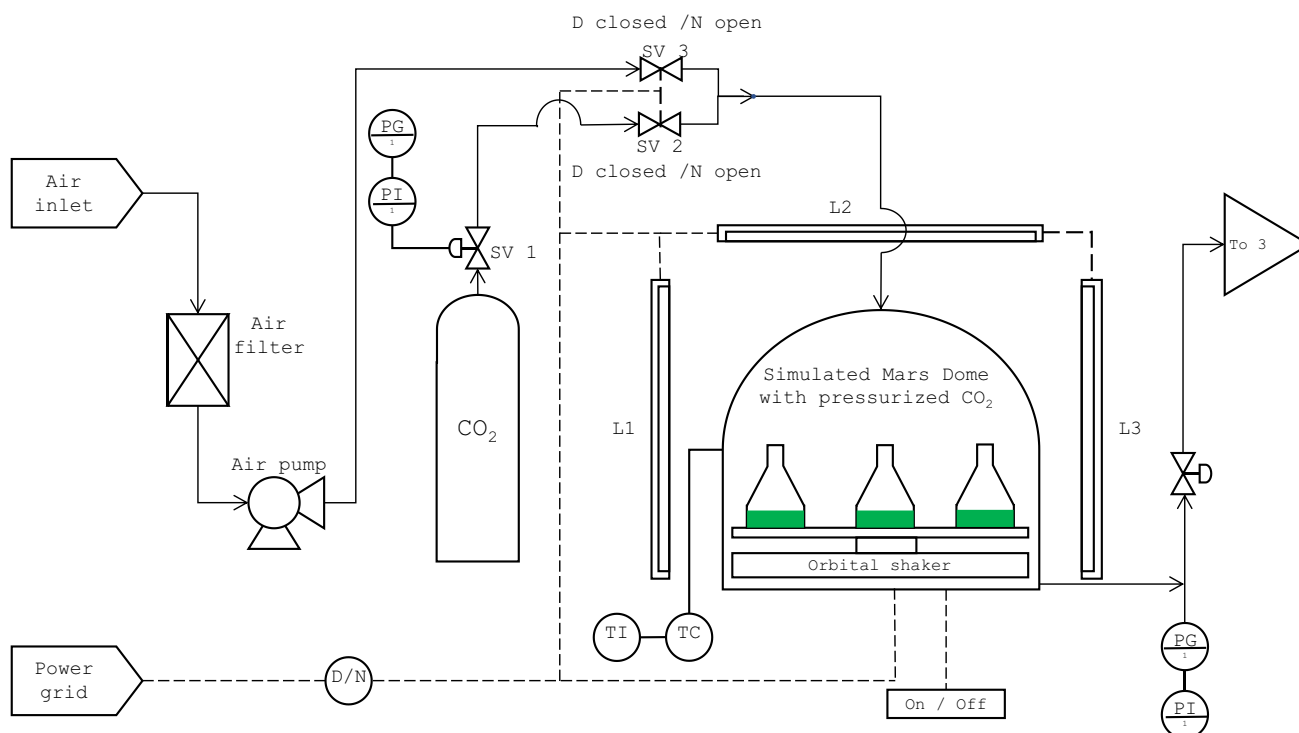 D closed /N open
SV 3
PG
1
SV 2
D closed /N open
Air
inlet
PI
1
L2
SV 1
To 3
Air
filter
Simulated Mars Dome
with pressurized CO₂
CO₂
L1
L3
Air pump
Orbital shaker
TI
TC
PG
1
Power
grid
D/N
On / Off
PI
1